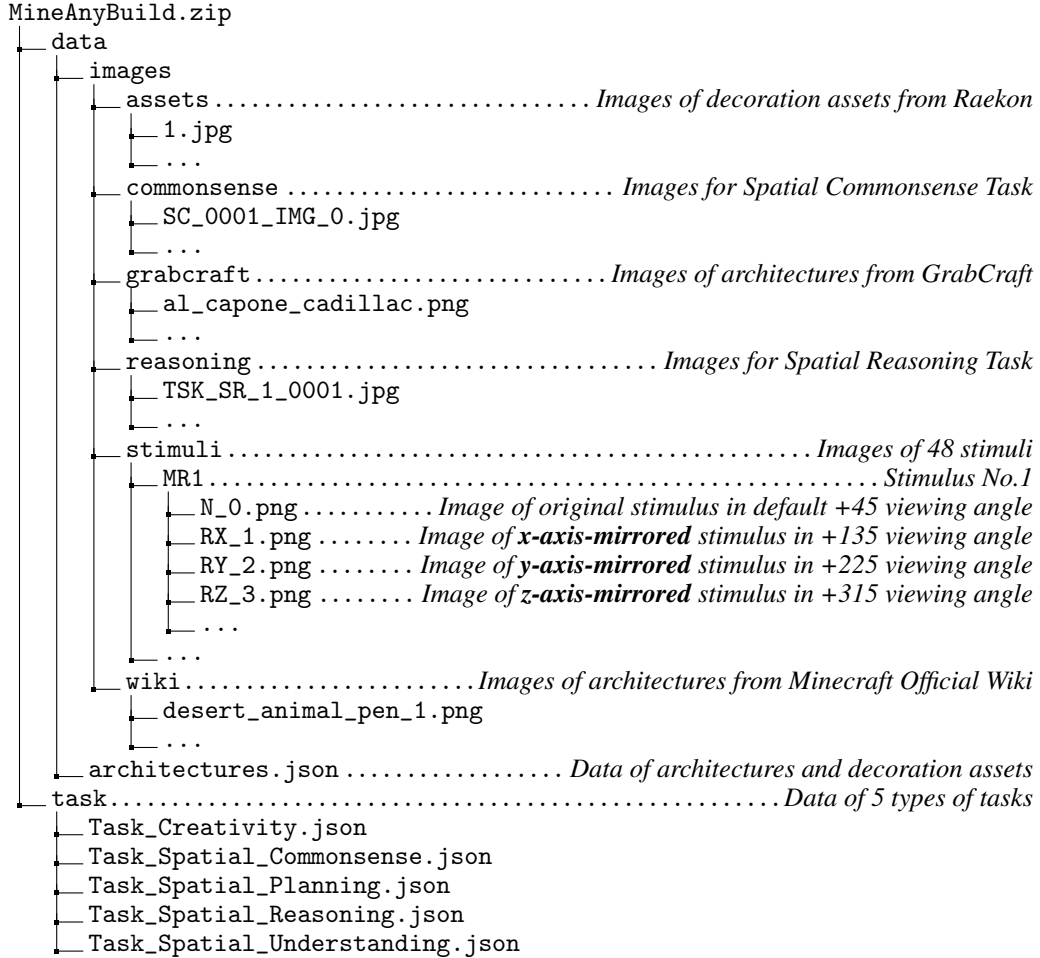 MineAnyBuild.zip
data
images
assets .............................. Images of decoration assets from Raekon
1.jpg
...
commonsense .......................... Images for Spatial Commonsense Task
SC_0001_IMG_0.jpg
...
grabcraft ............................ Images of architectures from GrabCraft
al_capone_cadillac.png
...
reasoning ................................ Images for Spatial Reasoning Task
TSK_SR_1_0001.jpg
...
stimuli ............................................... Images of 48 stimuli
MR1 ...................................................... Stimulus No.1
N_0.png ........... Image of original stimulus in default +45 viewing angle
RX_1.png ........ Image of x-axis-mirrored stimulus in +135 viewing angle
RY_2.png ........ Image of y-axis-mirrored stimulus in +225 viewing angle
RZ_3.png ........ Image of z-axis-mirrored stimulus in +315 viewing angle
...
...
wiki ....................... Images of architectures from Minecraft Official Wiki
desert_animal_pen_1.png
...
architectures.json .................. Data of architectures and decoration assets
task ...................................................... Data of 5 types of tasks
Task_Creativity.json
Task_Spatial_Commonsense.json
Task_Spatial_Planning.json
Task_Spatial_Reasoning.json
Task_Spatial_Understanding.json